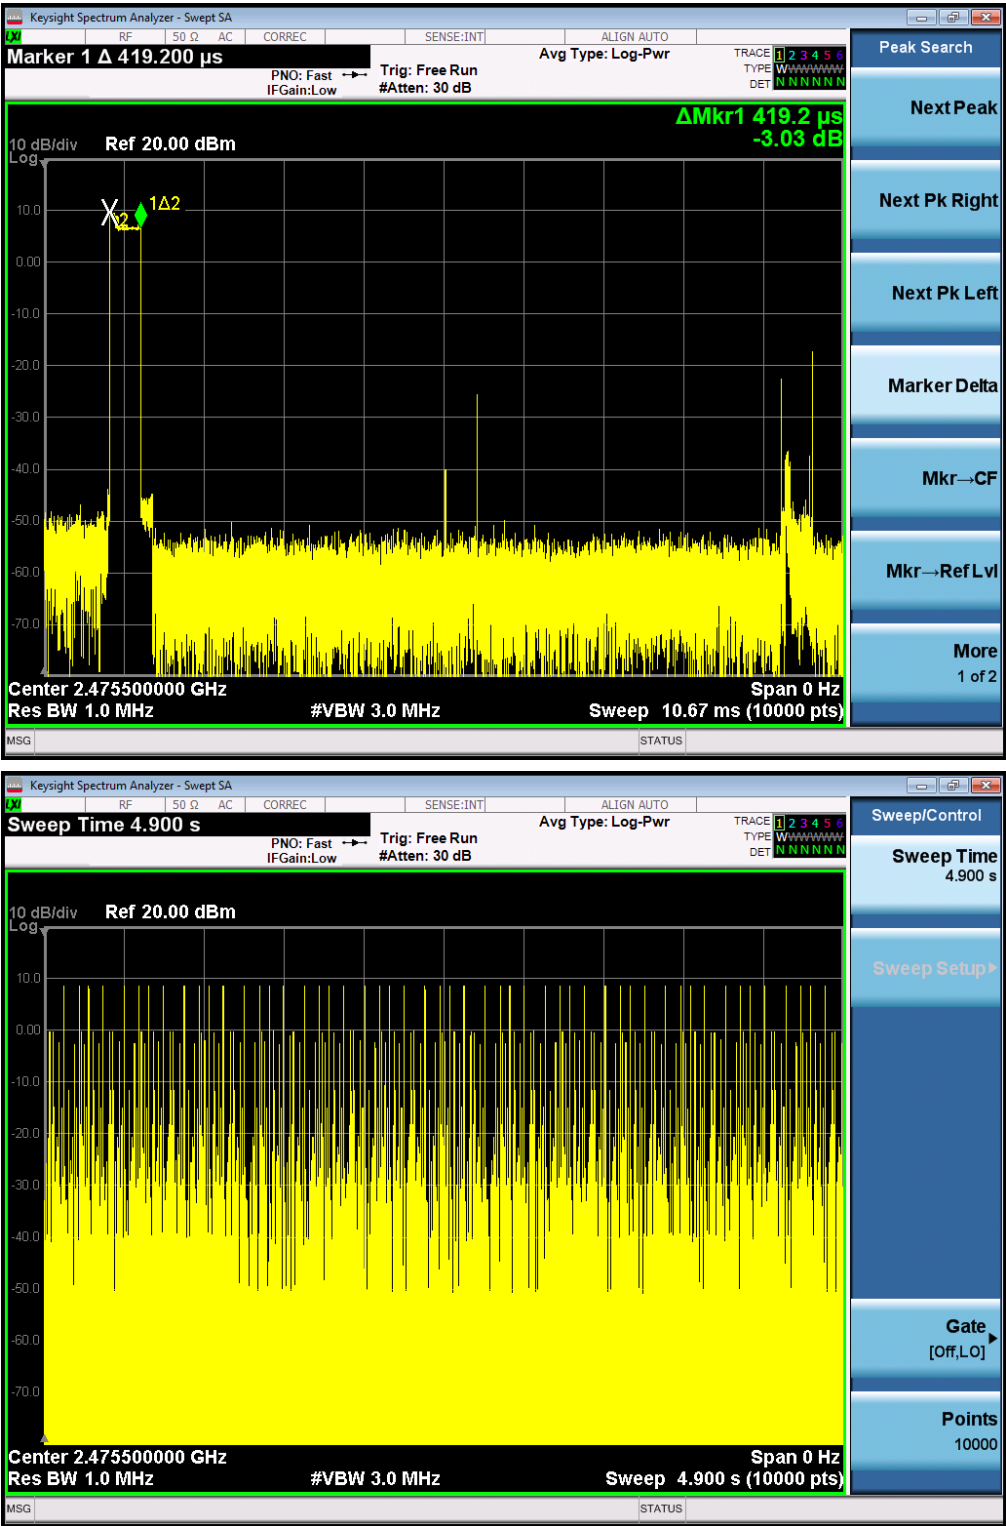 Keysight Spectrum Analyzer - Swept SA
LXI RF 50 Ω AC CORREC SENSE:INT ALIGN AUTO
Marker 1 Δ 419.200 µs
PNO: Fast Trig: Free Run
IFGain:Low #Atten: 30 dB
Avg Type: Log-Pwr
TRACE 1 2 3 4 5 6
TYPE WWWWWW
DET N N N N N N
ΔMkr1 419.2 µs
-3.03 dB
10 dB/div Ref 20.00 dBm
Log
10.0
0.00
-10.0
-20.0
-30.0
-40.0
-50.0
-60.0
-70.0
1Δ2
Center 2.475500000 GHz Span 0 Hz
Res BW 1.0 MHz #VBW 3.0 MHz Sweep 10.67 ms (10000 pts)
MSG STATUS
Peak Search
Next Peak
Next Pk Right
Next Pk Left
Marker Delta
Mkr→CF
Mkr→Ref Lvl
More
1 of 2
Keysight Spectrum Analyzer - Swept SA
LXI RF 50 Ω AC CORREC SENSE:INT ALIGN AUTO
Sweep Time 4.900 s
PNO: Fast Trig: Free Run
IFGain:Low #Atten: 30 dB
Avg Type: Log-Pwr
TRACE 1 2 3 4 5 6
TYPE WWWWWW
DET N N N N N N
10 dB/div Ref 20.00 dBm
Log
10.0
0.00
-10.0
-20.0
-30.0
-40.0
-50.0
-60.0
-70.0
Center 2.475500000 GHz Span 0 Hz
Res BW 1.0 MHz #VBW 3.0 MHz Sweep 4.900 s (10000 pts)
MSG STATUS
Sweep/Control
Sweep Time
4.900 s
Sweep Setup
Gate
[Off,LO]
Points
10000